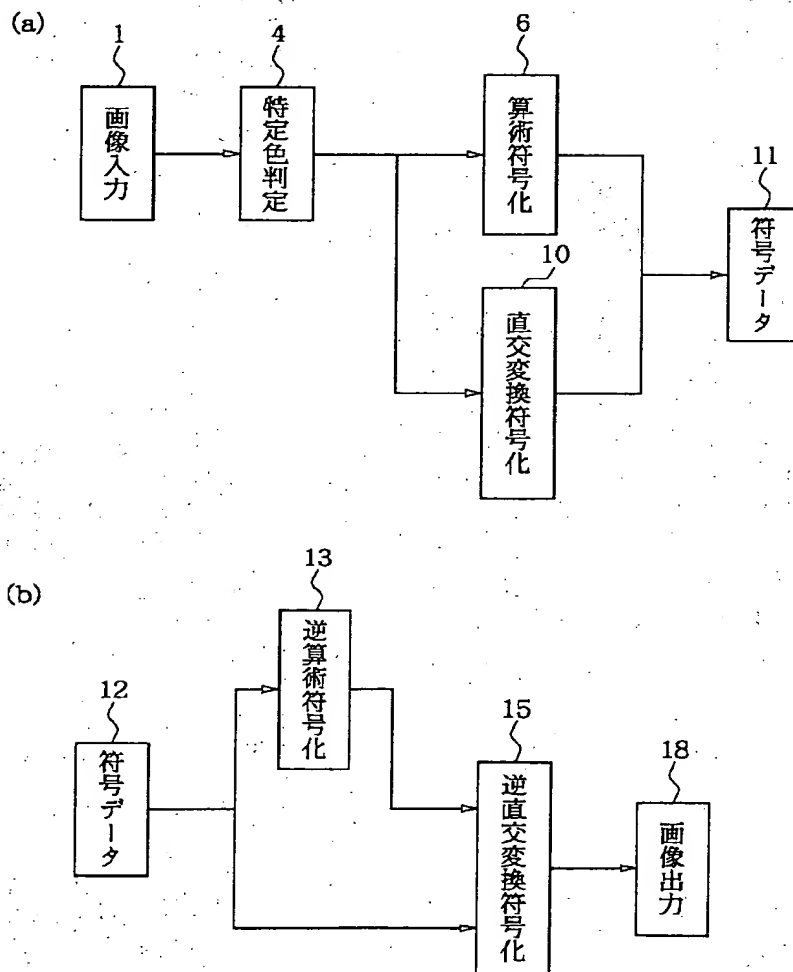 (a)
1
画像入力
4
特定色判定
6
算術符号化
10
直交変換符号化
11
符号データ
(b)
12
符号データ
13
逆算術符号化
15
逆直交変換符号化
18
画像出力